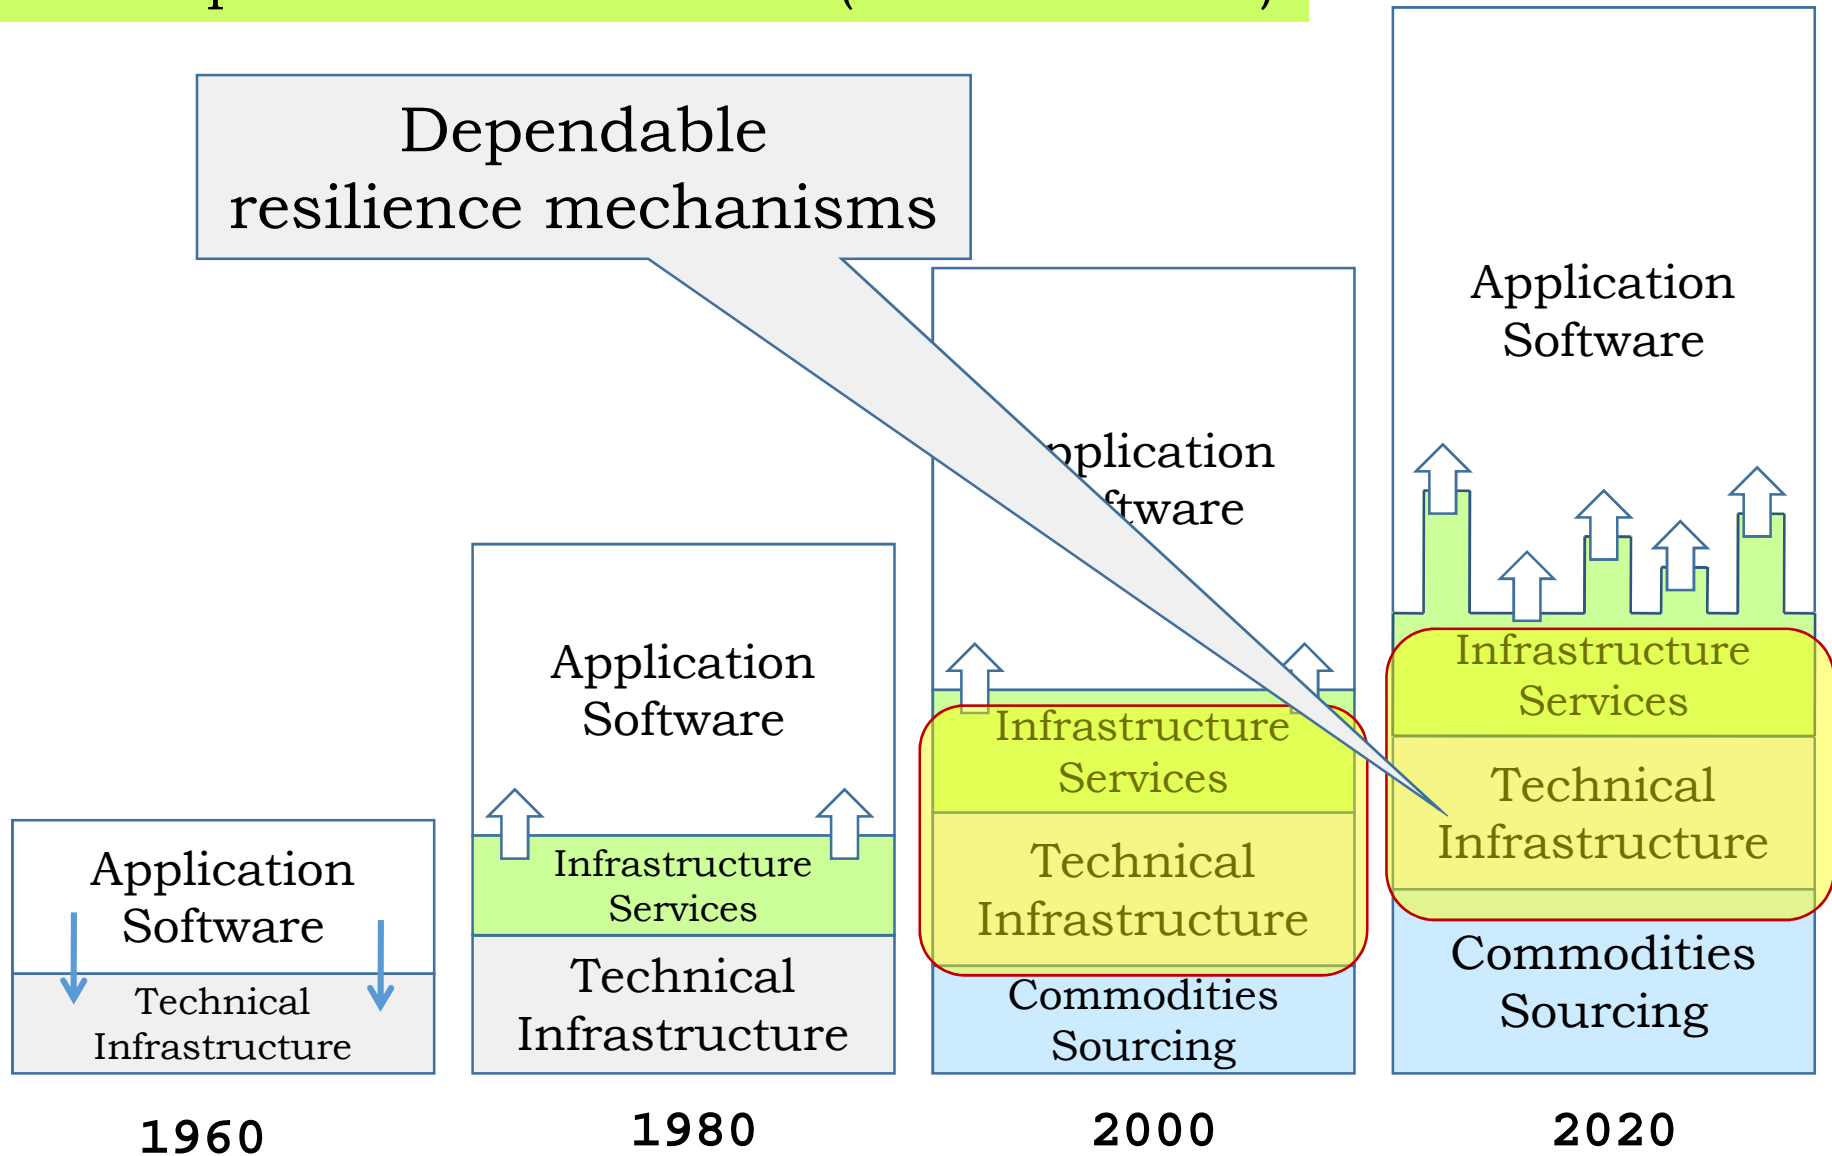 Dependable
resilience mechanisms
Application
Software
Technical
Infrastructure
1960
Application
Software
Infrastructure
Services
Technical
Infrastructure
1980
pplication
ftware
Infrastructure
Services
Technical
Infrastructure
Commodities
Sourcing
2000
Application
Software
Infrastructure
Services
Technical
Infrastructure
Commodities
Sourcing
2020